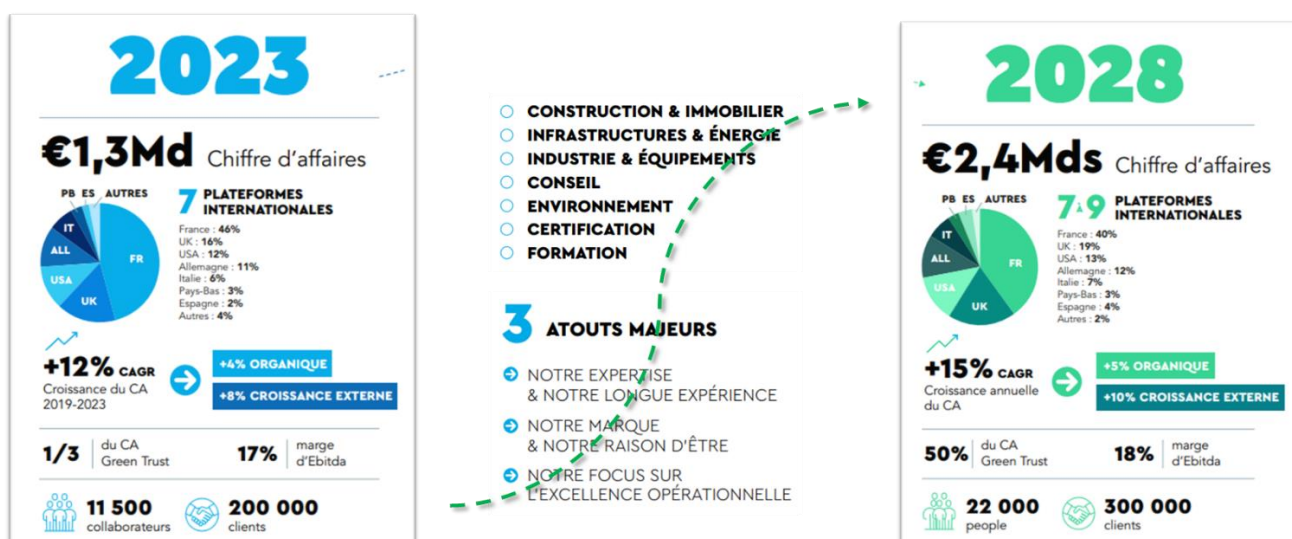 2023
€1,3Md Chiffre d'affaires
PB ES AUTRES
IT
ALL
USA
UK
FR
7 PLATEFORMES
INTERNATIONALES
France : 46%
UK : 16%
USA : 12%
Allemagne : 11%
Italie : 6%
Pays-Bas : 3%
Espagne : 2%
Autres : 4%
+12% CAGR
Croissance du CA
2019-2023
+4% ORGANIQUE
+8% CROISSANCE EXTERNE
1/3 du CA
Green Trust
17% marge
d'Ebitda
11 500
collaborateurs
200 000
clients
CONSTRUCTION & IMMOBILIER
INFRASTRUCTURES & ÉNERGIE
INDUSTRIE & ÉQUIPEMENTS
CONSEIL
ENVIRONNEMENT
CERTIFICATION
FORMATION
3 ATOUTS MAJEURS
NOTRE EXPERTISE
& NOTRE LONGUE EXPÉRIENCE
NOTRE MARQUE
& NOTRE RAISON D'ÊTRE
NOTRE FOCUS SUR
L'EXCELLENCE OPÉRATIONNELLE
2028
€2,4Mds Chiffre d'affaires
PB ES AUTRES
IT
ALL
USA
UK
FR
7 à 9 PLATEFORMES
INTERNATIONALES
France : 40%
UK : 19%
USA : 13%
Allemagne : 12%
Italie : 7%
Pays-Bas : 3%
Espagne : 4%
Autres : 2%
+15% CAGR
Croissance annuelle
du CA
+5% ORGANIQUE
+10% CROISSANCE EXTERNE
50% du CA
Green Trust
18% marge
d'Ebitda
22 000
people
300 000
clients